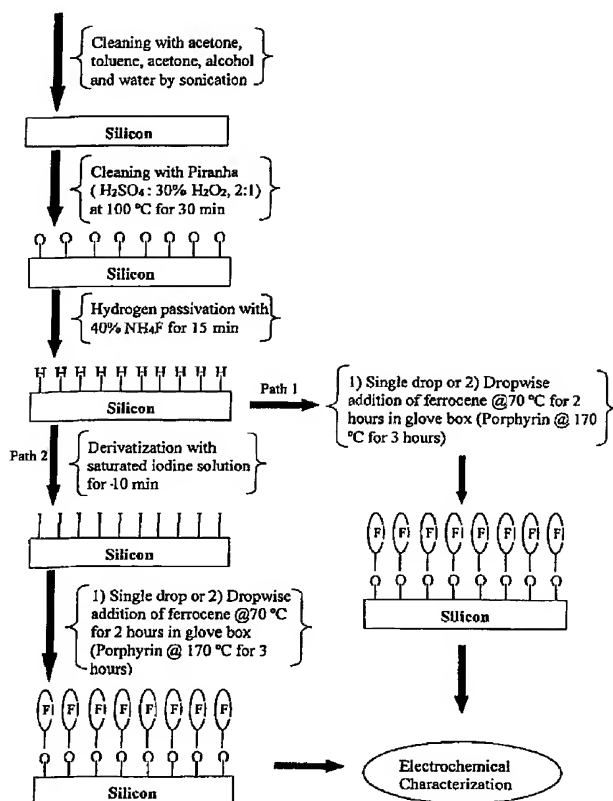 Cleaning with acetone,
toluene, acetone, alcohol
and water by sonication
Silicon
Cleaning with Piranha
( H₂SO₄ : 30% H₂O₂, 2:1)
at 100 °C for 30 min
O O O O O O O O
Silicon
Hydrogen passivation with
40% NH₄F for 15 min
H H H H H H H H H H
Silicon
Path 1
1) Single drop or 2) Dropwise
addition of ferrocene @70 °C for 2
hours in glove box (Porphyrin @ 170
°C for 3 hours)
Path 2
Derivatization with
saturated iodine solution
for -10 min
I I I I I I I I I
Silicon
F F F F F F F F
O O O O O O O O
Silicon
1) Single drop or 2) Dropwise
addition of ferrocene @70 °C
for 2 hours in glove box
(Porphyrin @ 170 °C for 3
hours)
F F F F F F F F
O O O O O O O O
Silicon
Electrochemical
Characterization